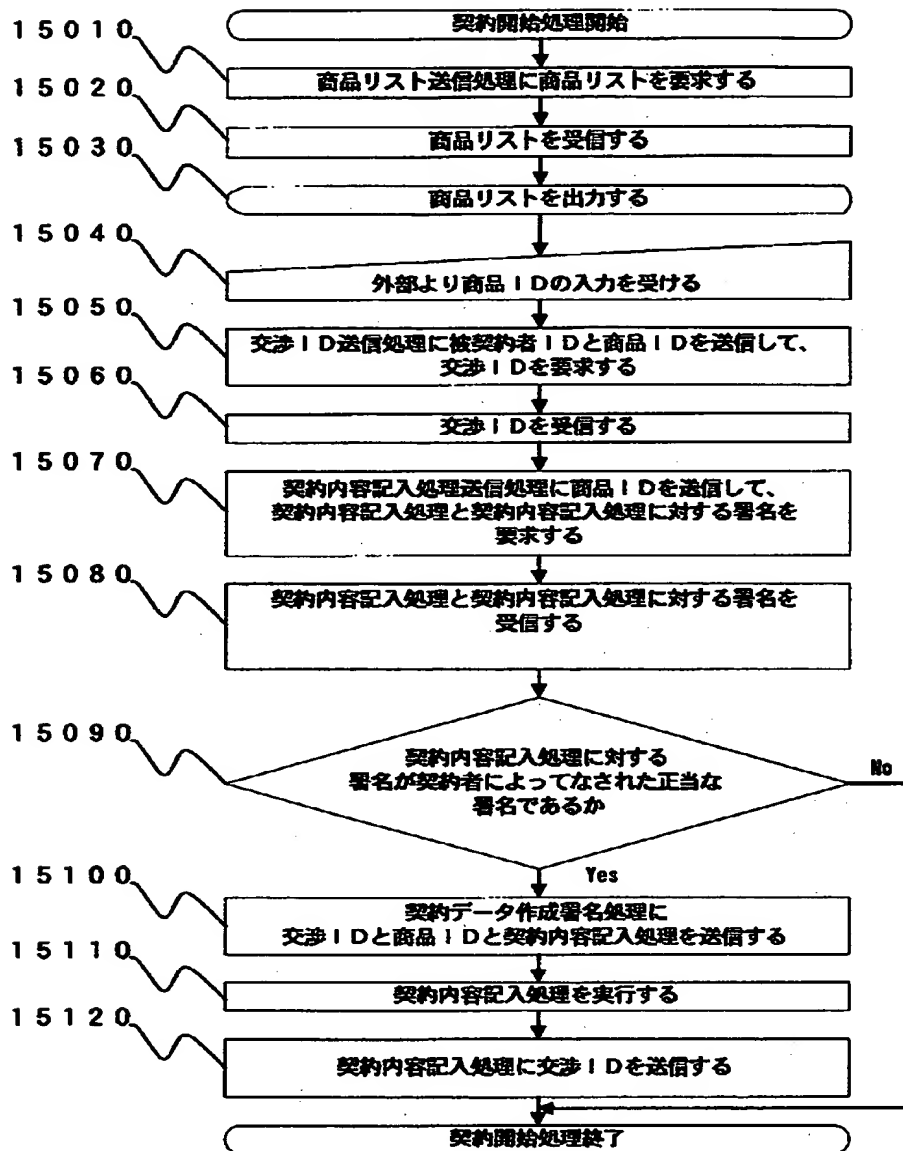 契約開始処理開始
15010
商品リスト送信処理に商品リストを要求する
15020
商品リストを受信する
15030
商品リストを出力する
15040
外部より商品IDの入力を受ける
15050
交渉ID送信処理に被契約者IDと商品IDを送信して、
交渉IDを要求する
15060
交渉IDを受信する
15070
契約内容記入処理送信処理に商品IDを送信して、
契約内容記入処理と契約内容記入処理に対する署名を
要求する
15080
契約内容記入処理と契約内容記入処理に対する署名を
受信する
15090
契約内容記入処理に対する
署名が契約者によってなされた正当な
署名であるか
No
Yes
15100
契約データ作成署名処理に
交渉IDと商品IDと契約内容記入処理を送信する
15110
契約内容記入処理を実行する
15120
契約内容記入処理に交渉IDを送信する
契約開始処理終了